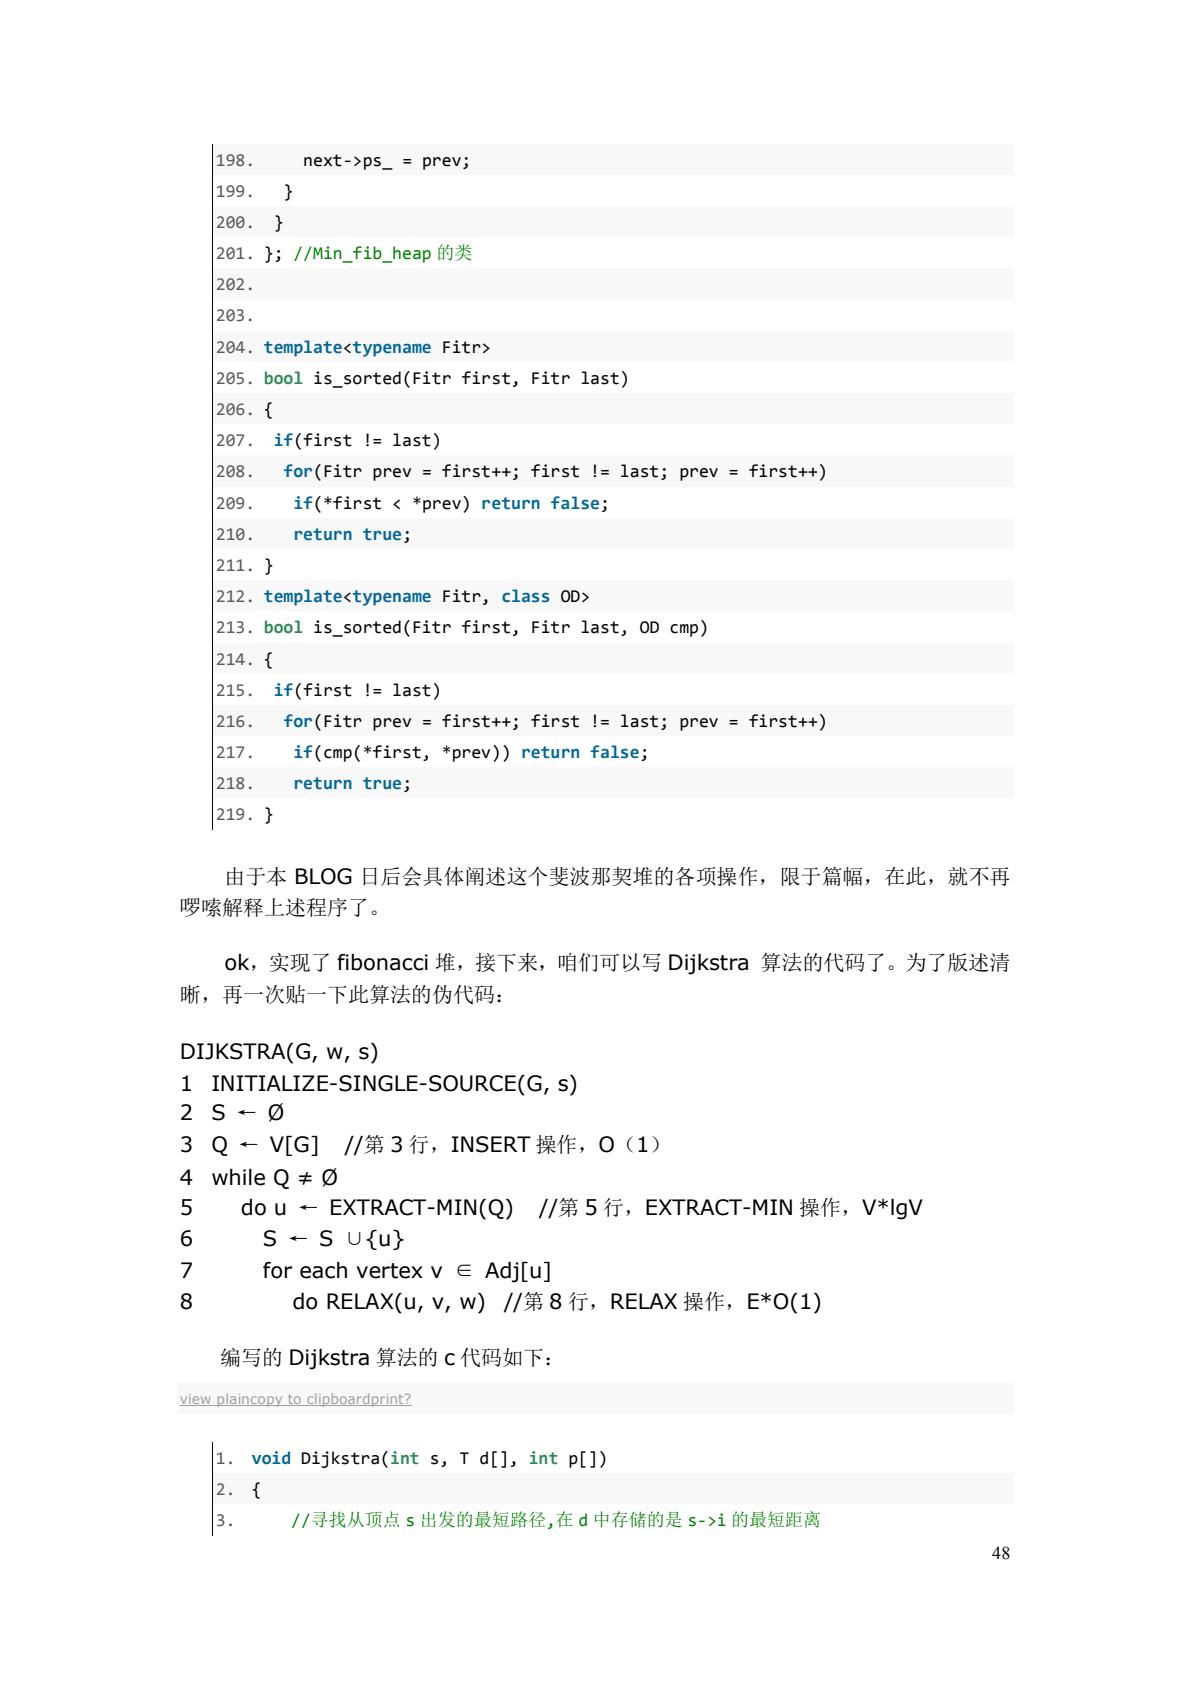 198.     next->ps_ = prev;
199.   }
200.  }
201. }; //Min_fib_heap 的类
202.
203.
204. template<typename Fitr>
205. bool is_sorted(Fitr first, Fitr last)
206. {
207.  if(first != last)
208.   for(Fitr prev = first++; first != last; prev = first++)
209.    if(*first < *prev) return false;
210.    return true;
211. }
212. template<typename Fitr, class OD>
213. bool is_sorted(Fitr first, Fitr last, OD cmp)
214. {
215.  if(first != last)
216.   for(Fitr prev = first++; first != last; prev = first++)
217.    if(cmp(*first, *prev)) return false;
218.    return true;
219. }
由于本 BLOG 日后会具体阐述这个斐波那契堆的各项操作，限于篇幅，在此，就不再
啰嗦解释上述程序了。
ok，实现了 fibonacci 堆，接下来，咱们可以写 Dijkstra 算法的代码了。为了版述清
晰，再一次贴一下此算法的伪代码：
DIJKSTRA(G, w, s)
1  INITIALIZE-SINGLE-SOURCE(G, s)
2  S ← Ø
3  Q ← V[G]   //第 3 行，INSERT 操作，O（1）
4  while Q ≠ Ø
5      do u ← EXTRACT-MIN(Q)   //第 5 行，EXTRACT-MIN 操作，V*lgV
6        S ← S ∪{u}
7        for each vertex v ∈ Adj[u]
8            do RELAX(u, v, w)  //第 8 行，RELAX 操作，E*O(1)
编写的 Dijkstra 算法的 c 代码如下：
view plaincopy to clipboardprint?
1. void Dijkstra(int s, T d[], int p[])
2. {
3.     //寻找从顶点 s 出发的最短路径,在 d 中存储的是 s->i 的最短距离
48